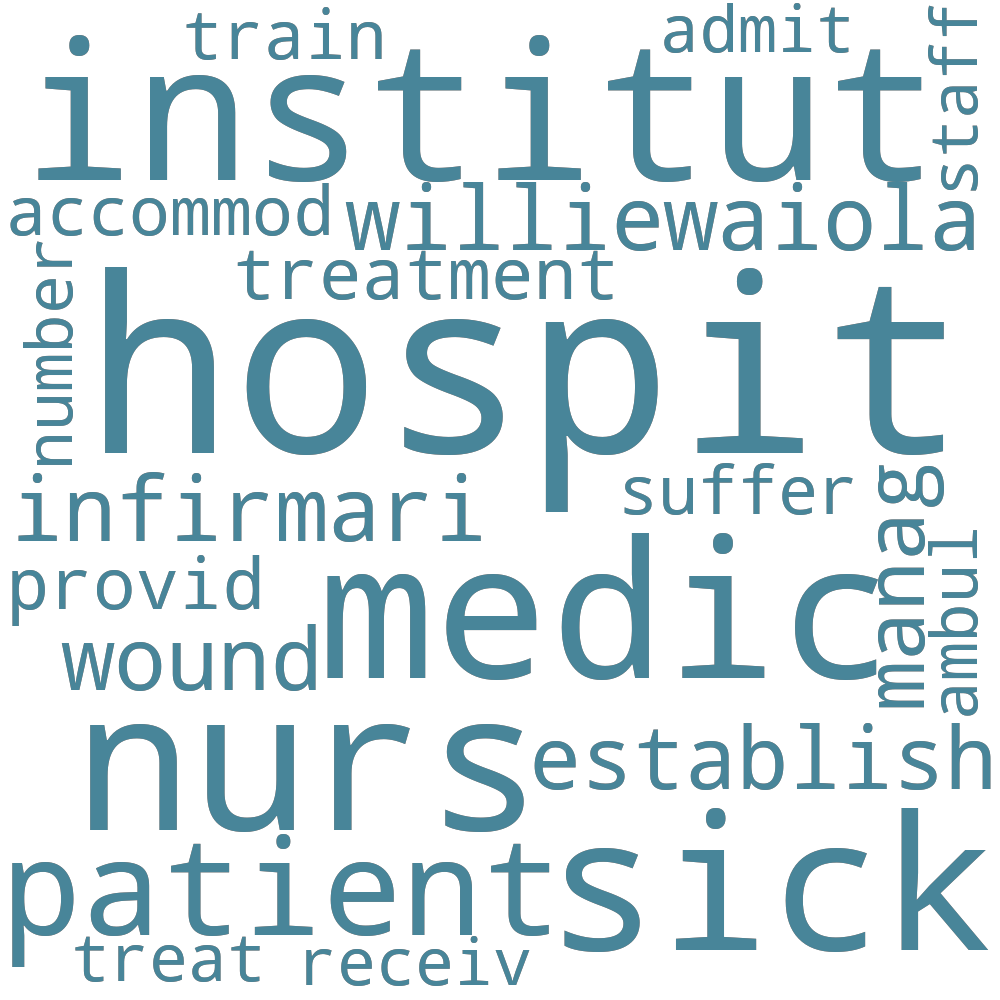 train
admit
staff
institut
accommod
williewaiola
number
treatment
hospit
infirmari
suffer
manag
ambul
provid
medic
wound
nurs
establish
patient
sick
treat
receiv